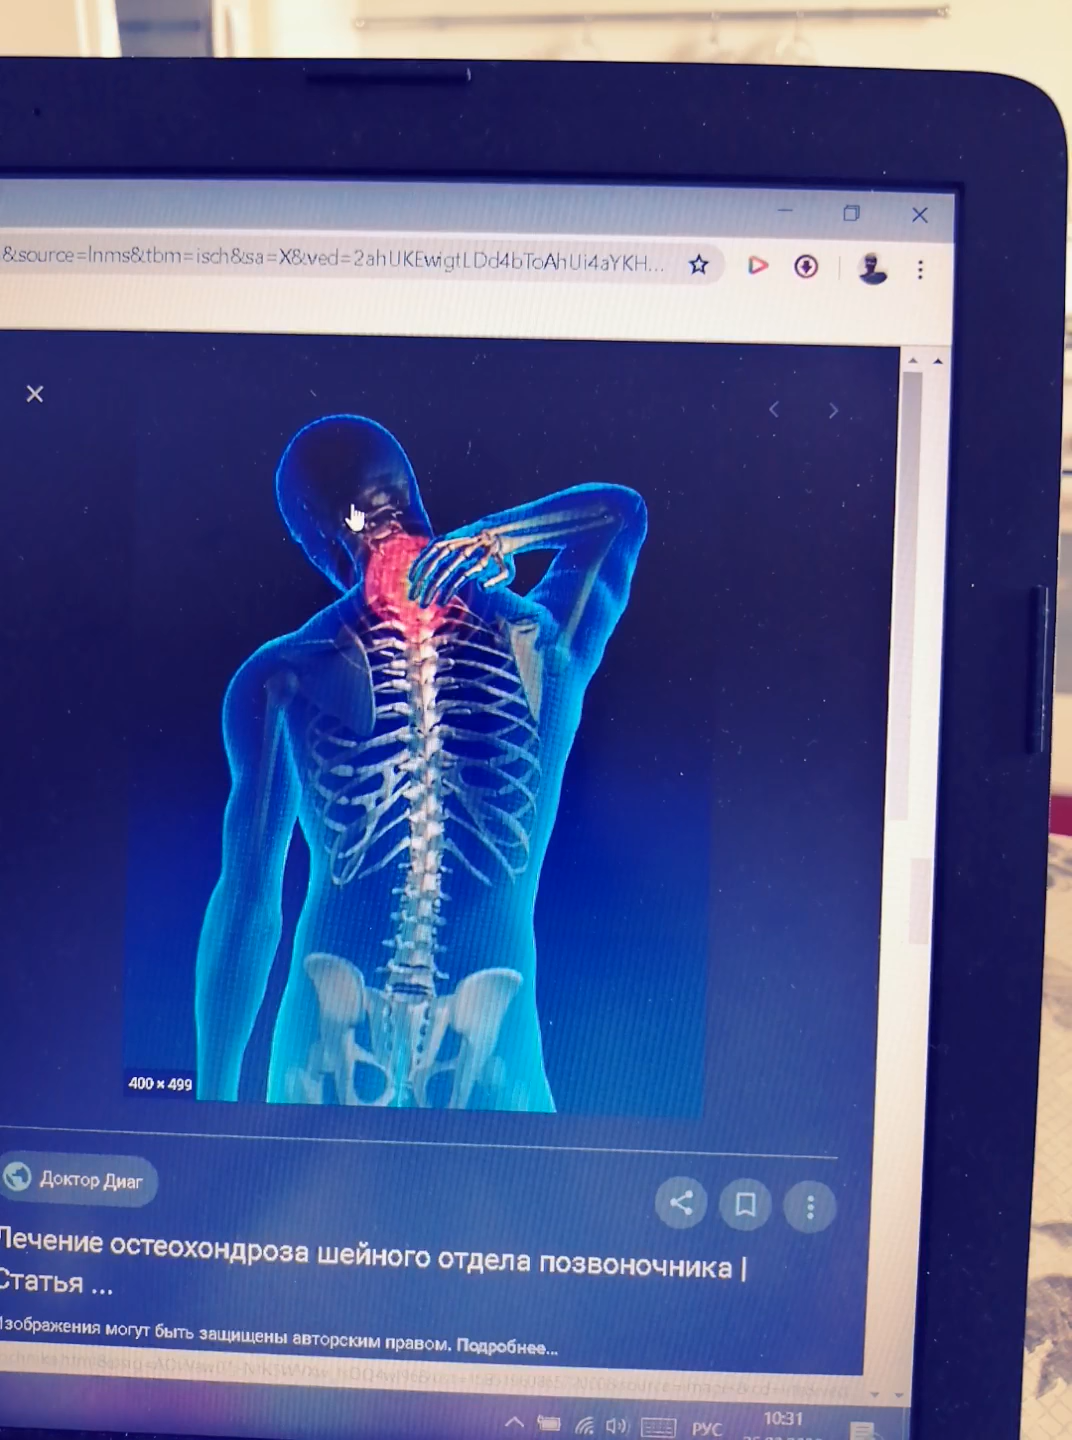 &source=lnms&tbm=isch&sa=X&ved=2ahUKEwigtLDd4bToAhUi4aYKH...
400 × 499
Доктор Диаг
Лечение остеохондроза шейного отдела позвоночника |
Статья ...
Изображения могут быть защищены авторским правом. Подробнее...
РУС
10:31